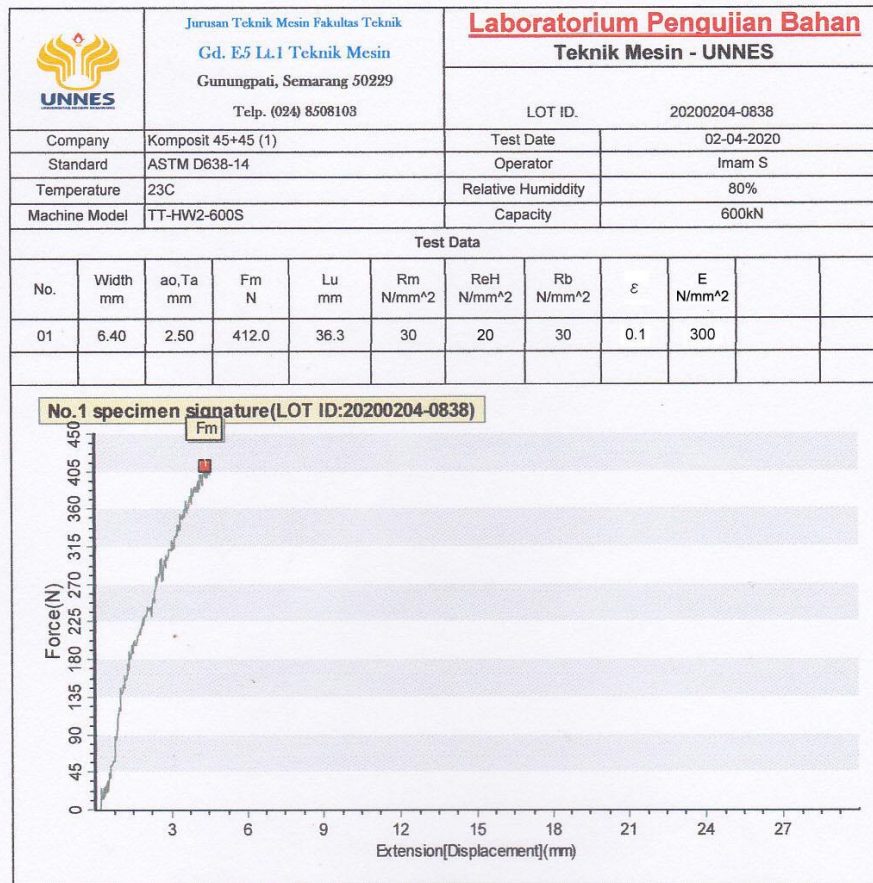 UNNES
UNIVERSITAS NEGERI SEMARANG
Jurusan Teknik Mesin Fakultas Teknik
Gd. E5 Lt.1 Teknik Mesin
Gunungpati, Semarang 50229
Telp. (024) 8508103
Laboratorium Pengujian Bahan
Teknik Mesin - UNNES
LOT ID. 20200204-0838
Company Komposit 45+45 (1) Test Date 02-04-2020
Standard ASTM D638-14 Operator Imam S
Temperature 23C Relative Humiddity 80%
Machine Model TT-HW2-600S Capacity 600kN
Test Data
No. Width ao,Ta Fm Lu Rm ReH Rb ε E
mm mm N mm N/mm^2 N/mm^2 N/mm^2 N/mm^2
01 6.40 2.50 412.0 36.3 30 20 30 0.1 300
No.1 specimen signature(LOT ID:20200204-0838)
Fm
450
405
360
315
270
225
180
135
90
45
0
Force(N)
3 6 9 12 15 18 21 24 27
Extension[Displacement](mm)